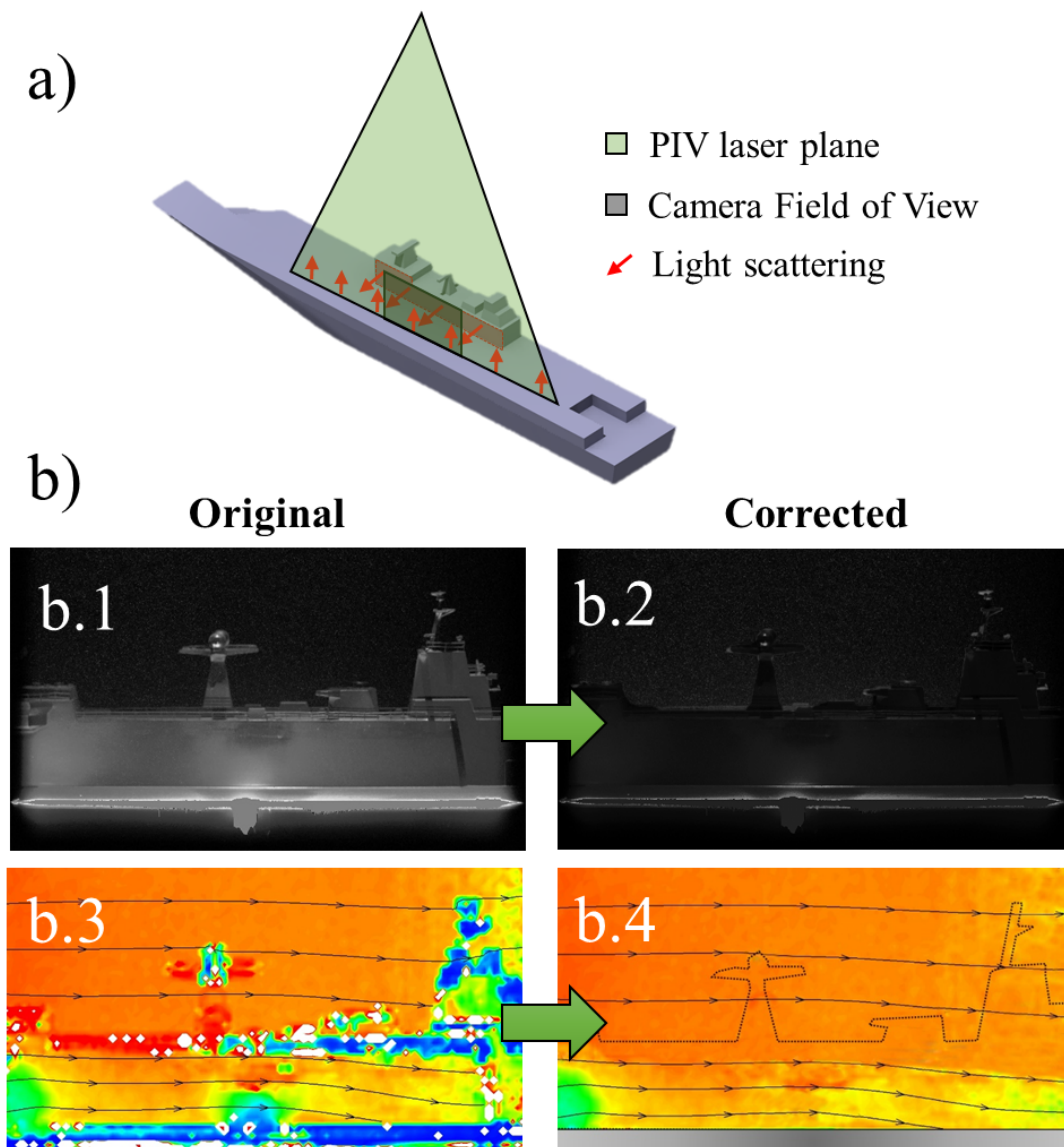 a)
PIV laser plane
Camera Field of View
Light scattering
b)
Original
Corrected
b.1
b.2
b.3
b.4